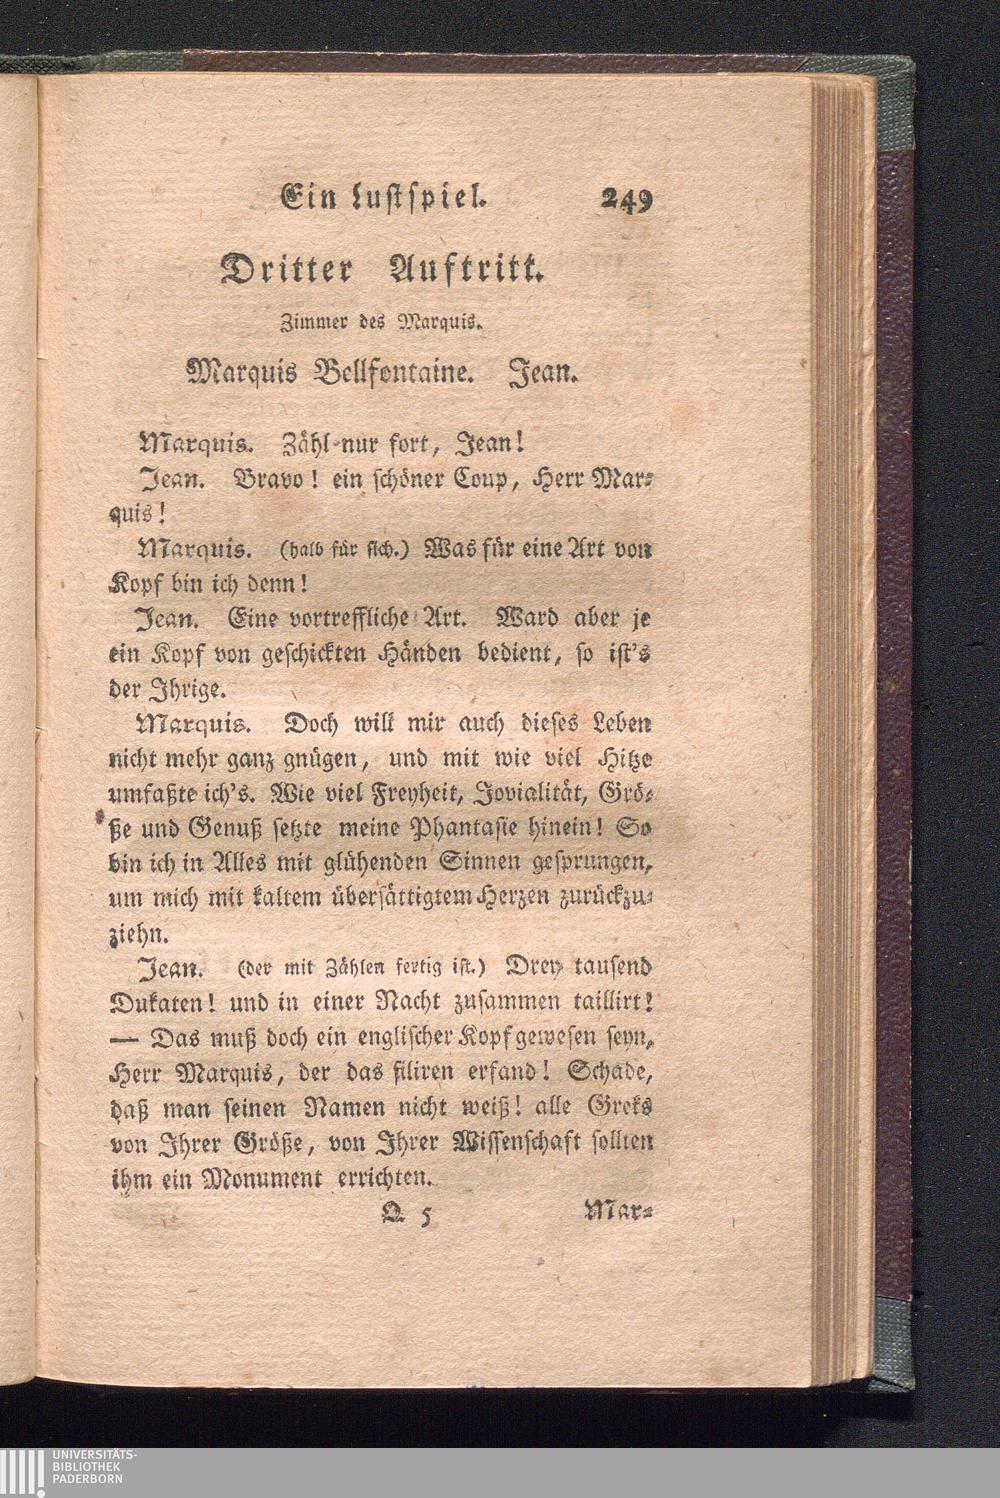 Ein Lustspiel. 249
Dritter Auftritt.
Zimmer des Marquis.
Marquis Bellfontaine. Jean.
Marquis. Zähl nur fort, Jean!
Jean. Bravo! ein schöner Coup, Herr Mar-
quis!
Marquis. (halb für sich.) Was für eine Art von
Kopf bin ich denn!
Jean. Eine vortreffliche Art. Ward aber je
ein Kopf von geschickten Händen bedient, so ist's
der Ihrige.
Marquis. Doch will mir auch dieses Leben
nicht mehr ganz gnügen, und mit wie viel Hitze
umfaßte ich's. Wie viel Freyheit, Jovialität, Grö-
ße und Genuß setzte meine Phantasie hinein! So
bin ich in Alles mit glühenden Sinnen gesprungen,
um mich mit kaltem übersättigtem Herzen zurückzu-
ziehn.
Jean. (der mit Zählen fertig ist.) Drey tausend
Dukaten! und in einer Nacht zusammen taillirt!
— Das muß doch ein englischer Kopf gewesen seyn,
Herr Marquis, der das filiren erfand! Schade,
daß man seinen Namen nicht weiß! alle Greks
von Ihrer Größe, von Ihrer Wissenschaft sollten
ihm ein Monument errichten.
Q 5 Mar-
UNIVERSITÄTS-
BIBLIOTHEK
PADERBORN